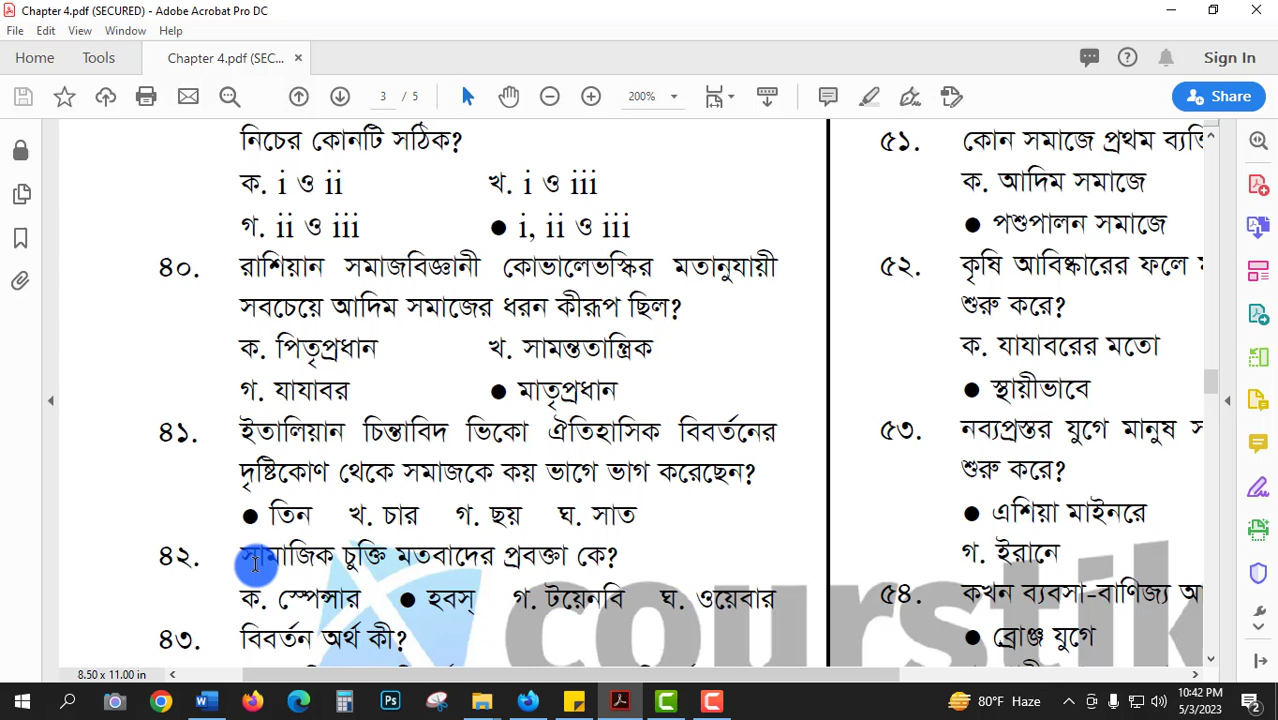 Chapter 4.pdf (SECURED) - Adobe Acrobat Pro DC
File Edit View Window Help
Home Tools Chapter 4.pdf (SEC... Sign In
3 / 5 200% Share
নিচের কোনটি সঠিক?
ক. i ও ii খ. i ও iii
গ. ii ও iii ● i, ii ও iii
৪০. রাশিয়ান সমাজবিজ্ঞানী কোভালেভস্কির মতানুযায়ী
সবচেয়ে আদিম সমাজের ধরন কীরূপ ছিল?
ক. পিতৃপ্রধান খ. সামন্ততান্ত্রিক
গ. যাযাবর ● মাতৃপ্রধান
৪১. ইতালিয়ান চিন্তাবিদ ভিকো ঐতিহাসিক বিবর্তনের
দৃষ্টিকোণ থেকে সমাজকে কয় ভাগে ভাগ করেছেন?
● তিন খ. চার গ. ছয় ঘ. সাত
৪২. সামাজিক চুক্তি মতবাদের প্রবক্তা কে?
ক. স্পেন্সার ● হবস্ গ. টয়েনবি ঘ. ওয়েবার
৪৩. বিবর্তন অর্থ কী?
৫১. কোন সমাজে প্রথম
ক. আদিম সমাজে
● পশুপালন সমাজে
৫২. কৃষি আবিষ্কারের ফলে
শুরু করে?
ক. যাযাবরের মতো
● স্থায়ীভাবে
৫৩. নব্যপ্রস্তর যুগে মানুষ
শুরু করে?
● এশিয়া মাইনরে
গ. ইরানে
৫৪. কখন ব্যবসা-বাণিজ্য
● ব্রোঞ্জ যুগে
courstik
8.50 x 11.00 in
80°F Haze
10:42 PM
5/3/2023
2